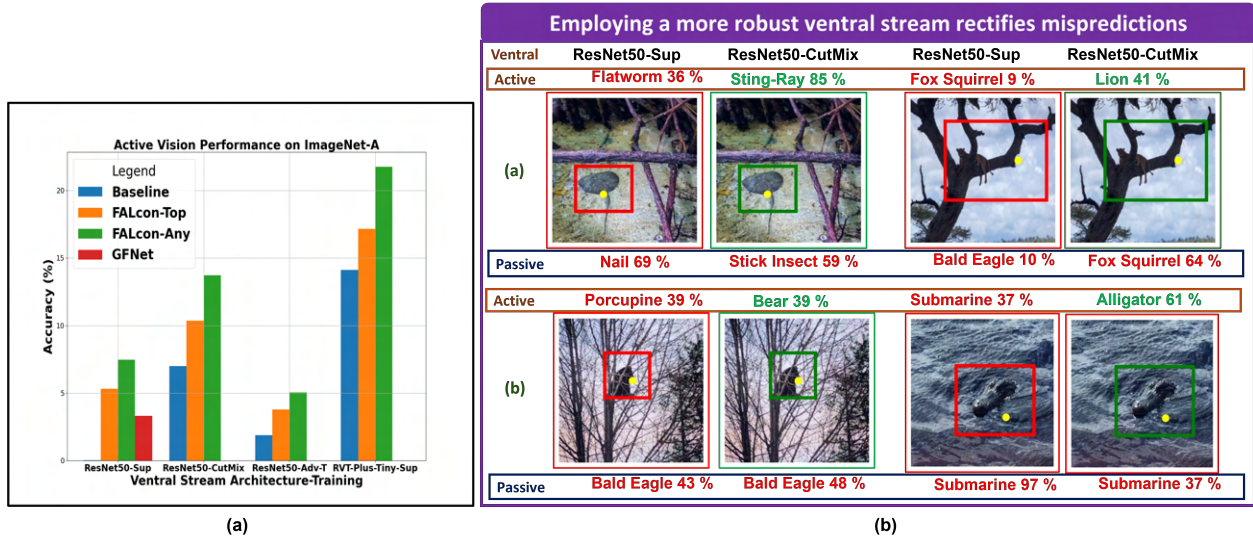 Active Vision Performance on ImageNet-A
Legend
Baseline
FALcon-Top
FALcon-Any
GFNet
Accuracy (%)
20
15
10
5
0
ResNet50-Sup ResNet50-CutMix ResNet50-Adv-T RVT-Plus-Tiny-Sup
Ventral Stream Architecture-Training
(a)
Employing a more robust ventral stream rectifies mispredictions
Ventral ResNet50-Sup ResNet50-CutMix ResNet50-Sup ResNet50-CutMix
Active Flatworm 36 % Sting-Ray 85 % Fox Squirrel 9 % Lion 41 %
(a)
Passive Nail 69 % Stick Insect 59 % Bald Eagle 10 % Fox Squirrel 64 %
Active Porcupine 39 % Bear 39 % Submarine 37 % Alligator 61 %
(b)
Passive Bald Eagle 43 % Bald Eagle 48 % Submarine 97 % Submarine 37 %
(b)